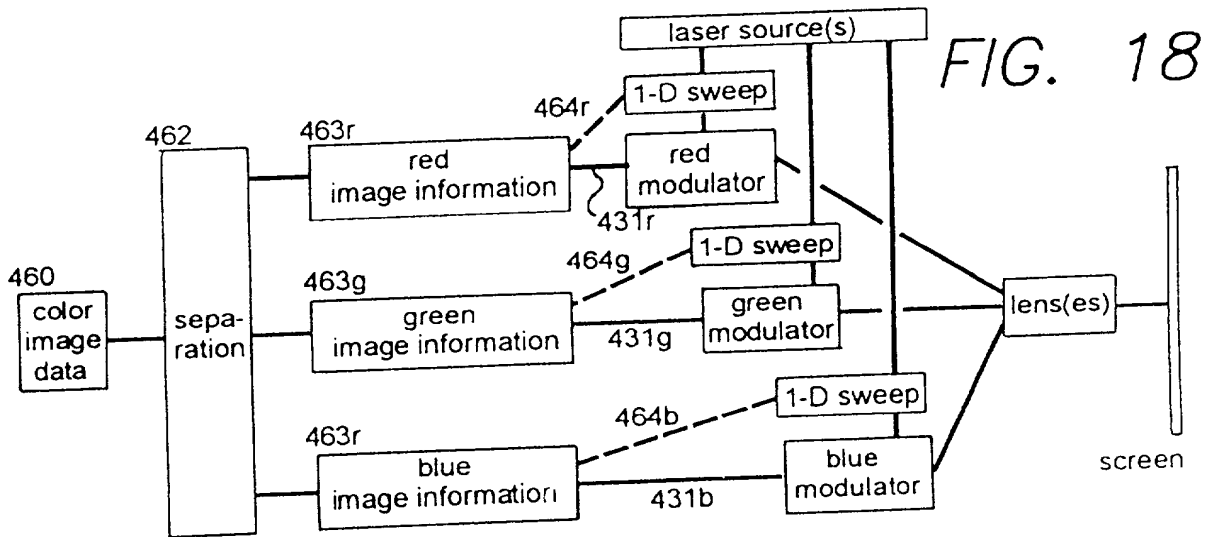 laser source(s)
FIG. 18
1-D sweep
464r
462
463r
red
image information
red
modulator
431r
1-D sweep
464g
460
463g
color
image
data
sepa-
ration
green
image information
green
modulator
431g
lens(es)
1-D sweep
464b
463r
blue
image information
blue
modulator
431b
screen